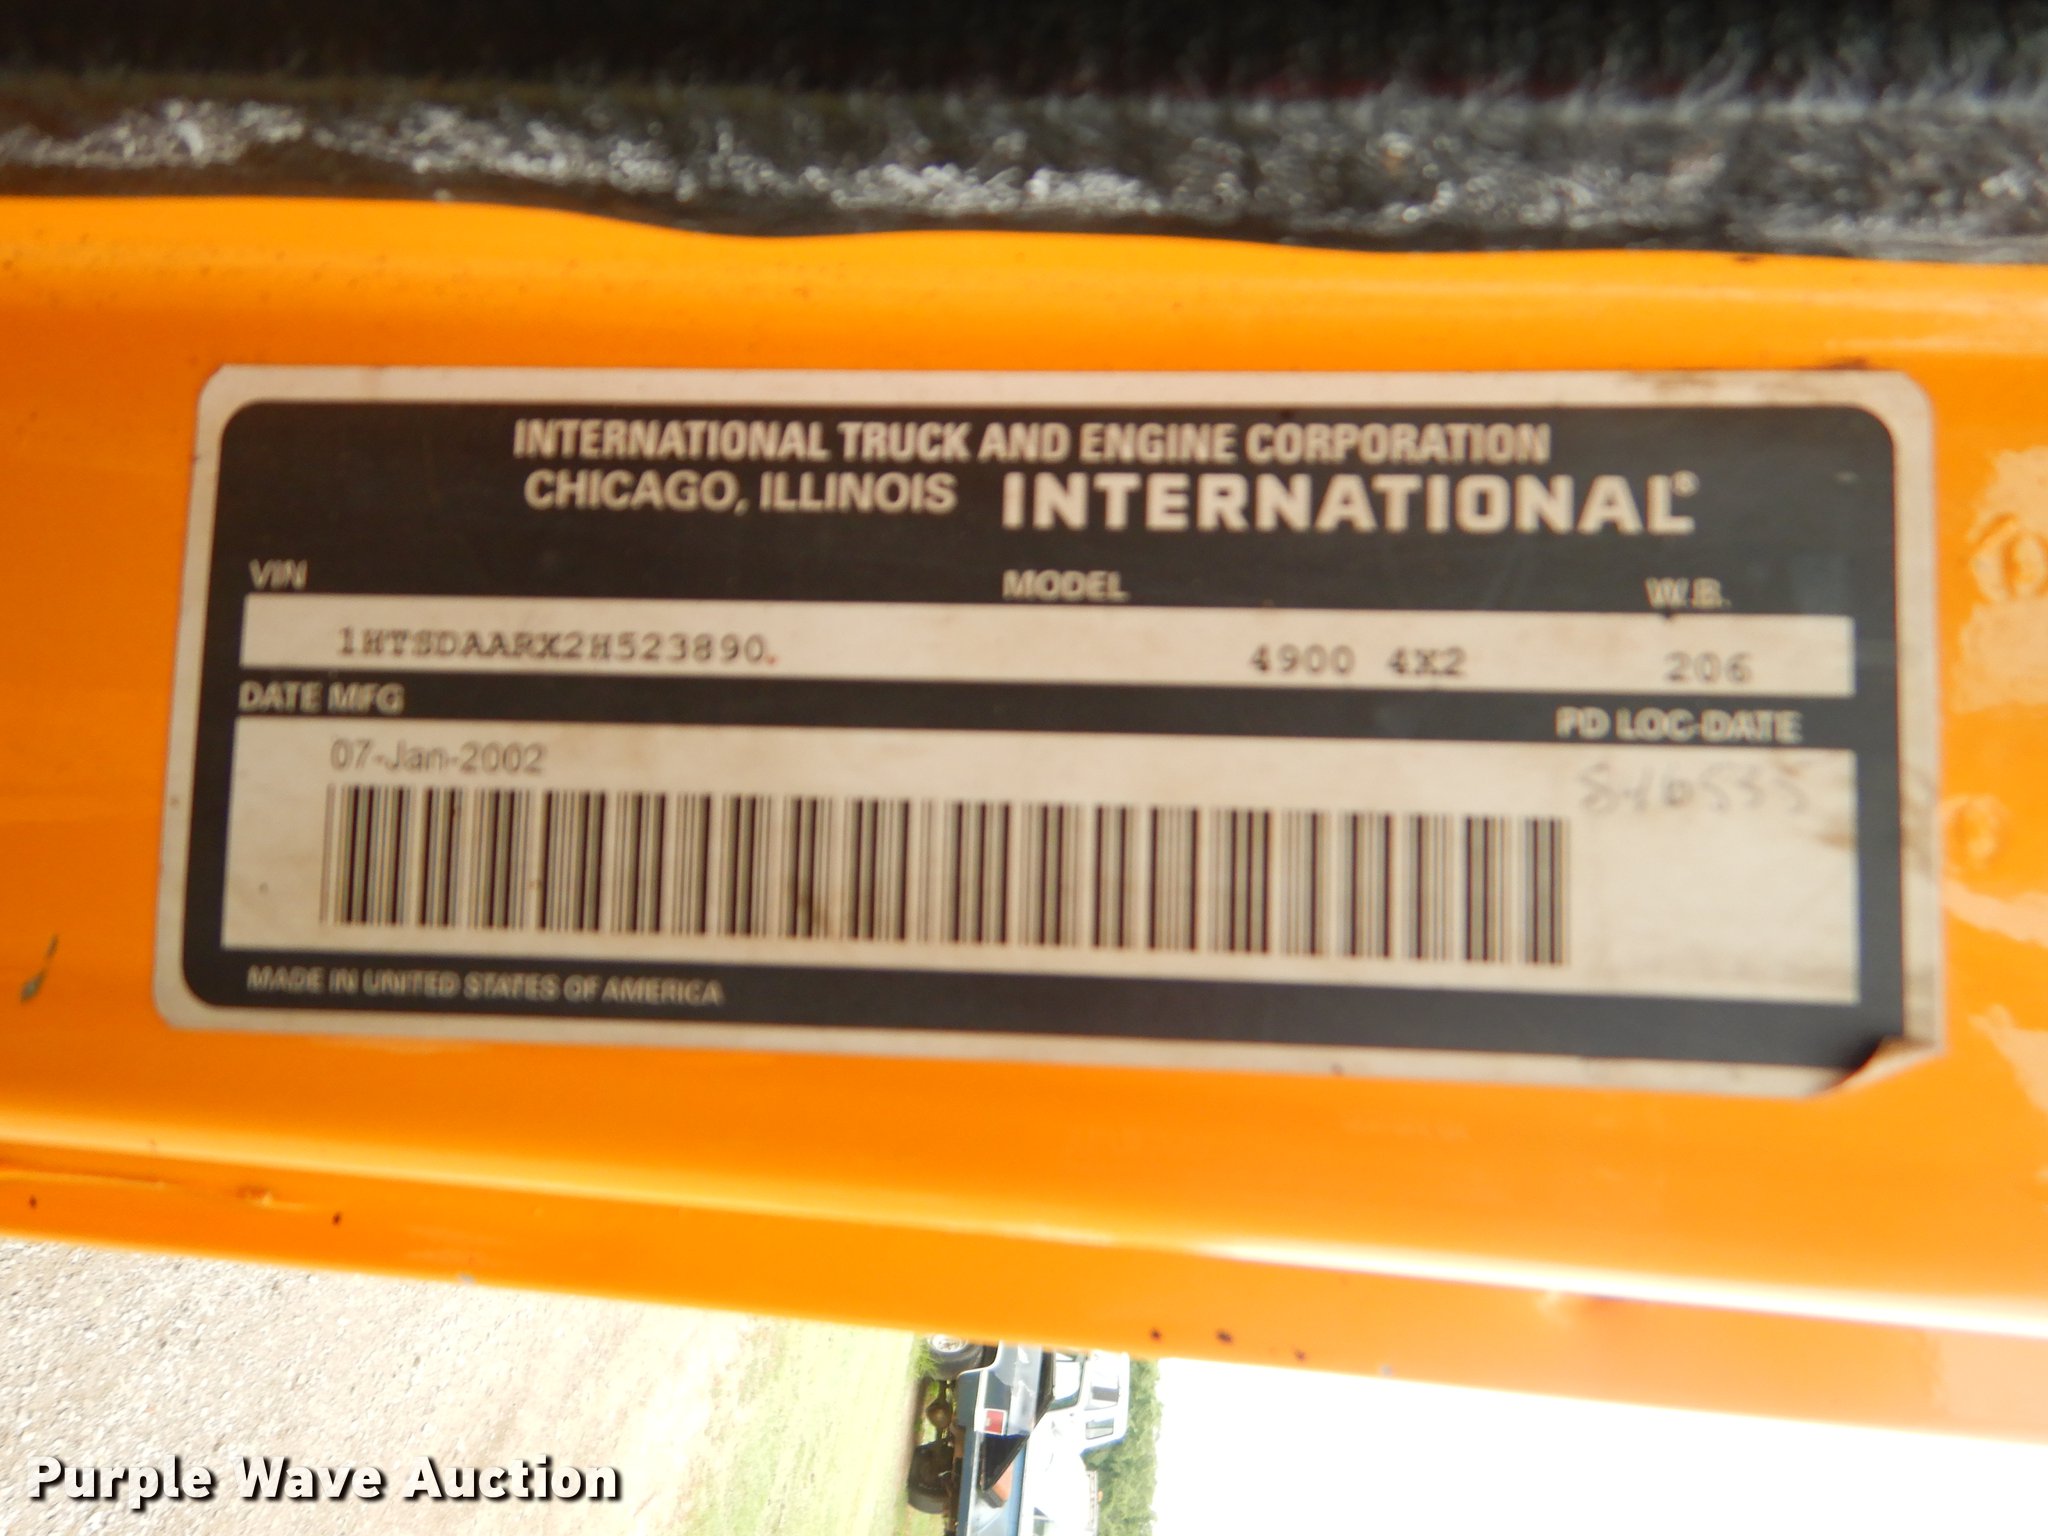 INTERNATIONAL TRUCK AND ENGINE CORPORATION
CHICAGO, ILLINOIS INTERNATIONAL®
VIN MODEL W.B.
1HTSDAARX2H523890. 4900 4X2 206
DATE MFG PD LOC-DATE
07-Jan-2002
MADE IN UNITED STATES OF AMERICA
Purple Wave Auction